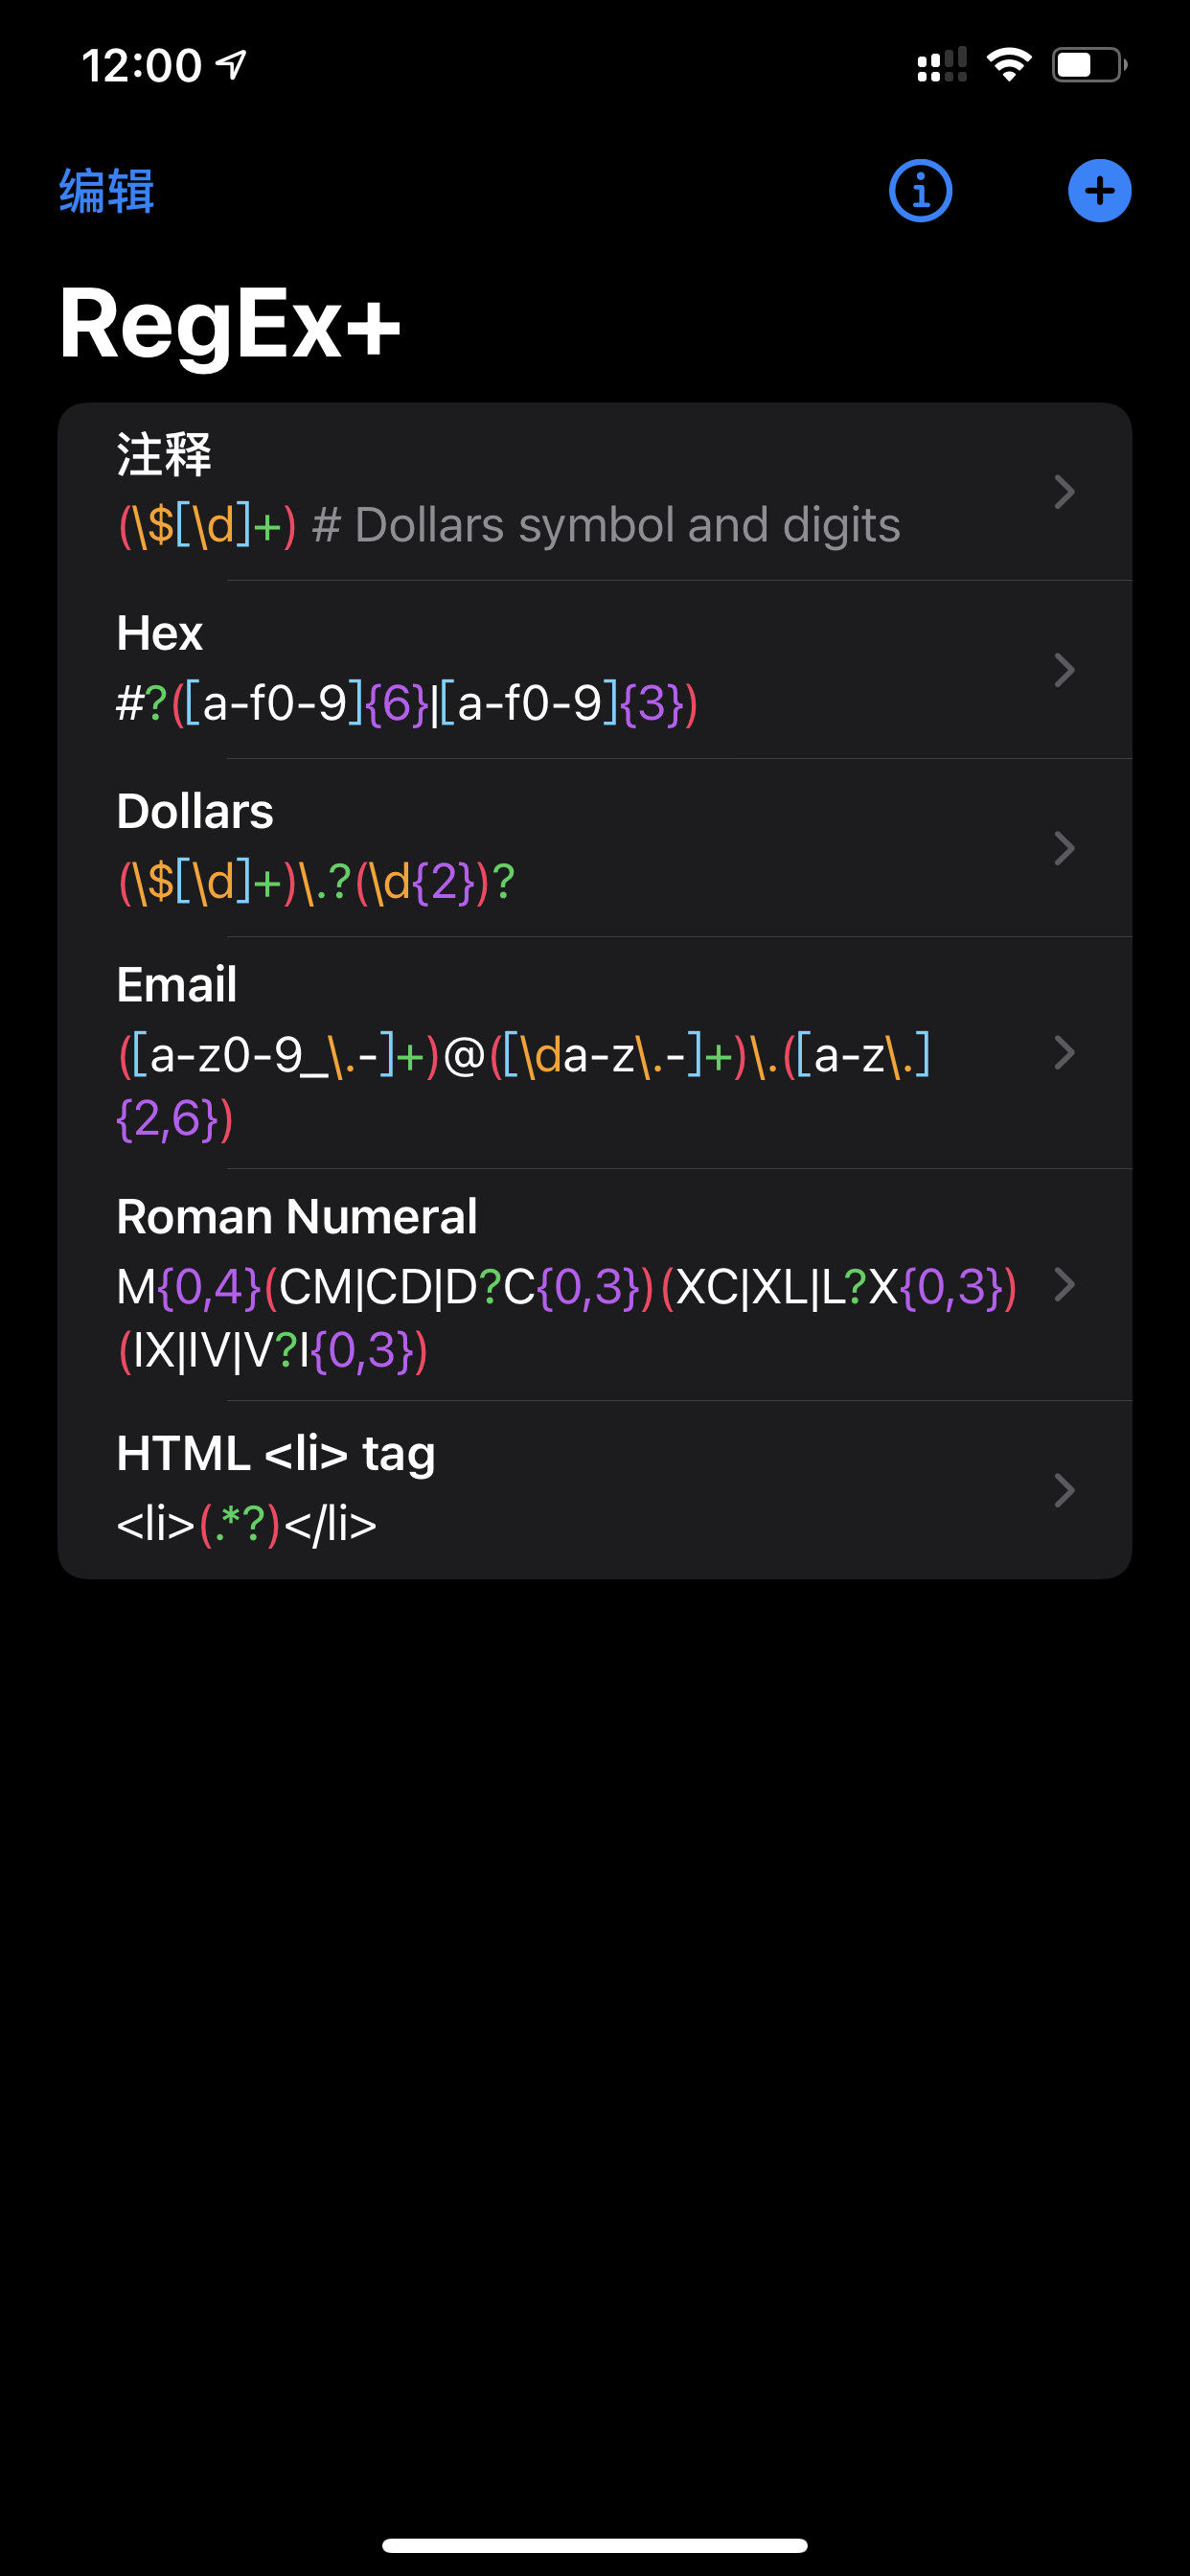 12:00
编辑
RegEx+
注释
(\$[\d]+) # Dollars symbol and digits
Hex
#?([a-f0-9]{6}|[a-f0-9]{3})
Dollars
(\$[\d]+)\.?(\d{2})?
Email
([a-z0-9_\.-]+)@([\da-z\.-]+)\.([a-z\.]
{2,6})
Roman Numeral
M{0,4}(CM|CD|D?C{0,3})(XC|XL|L?X{0,3})
(IX|IV|V?I{0,3})
HTML <li> tag
<li>(.*?)</li>